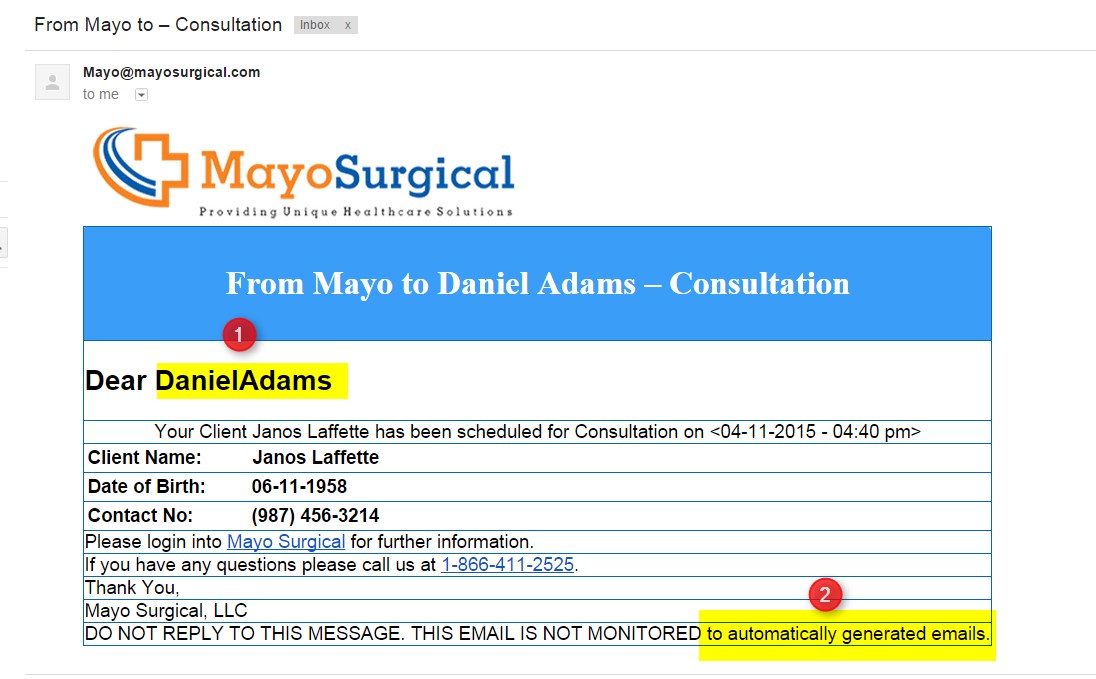 From Mayo to – Consultation Inbox x
Mayo@mayosurgical.com
to me
MayoSurgical
Providing Unique Healthcare Solutions
From Mayo to Daniel Adams – Consultation
1
Dear DanielAdams
Your Client Janos Laffette has been scheduled for Consultation on <04-11-2015 - 04:40 pm>
Client Name: Janos Laffette
Date of Birth: 06-11-1958
Contact No: (987) 456-3214
Please login into Mayo Surgical for further information.
If you have any questions please call us at 1-866-411-2525.
Thank You,
2
Mayo Surgical, LLC
DO NOT REPLY TO THIS MESSAGE. THIS EMAIL IS NOT MONITORED to automatically generated emails.